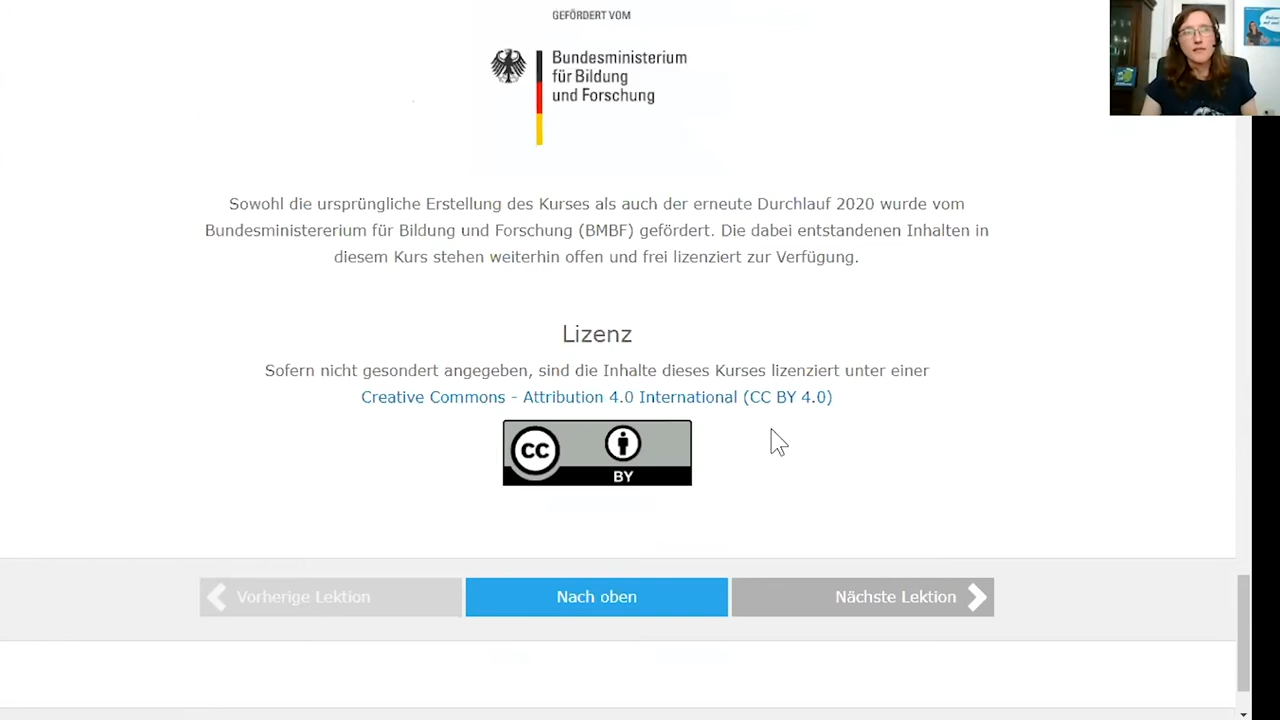 GEFÖRDERT VOM
Bundesministerium
für Bildung
und Forschung
Sowohl die ursprüngliche Erstellung des Kurses als auch der erneute Durchlauf 2020 wurde vom
Bundesministererium für Bildung und Forschung (BMBF) gefördert. Die dabei entstandenen Inhalten in
diesem Kurs stehen weiterhin offen und frei lizenziert zur Verfügung.
Lizenz
Sofern nicht gesondert angegeben, sind die Inhalte dieses Kurses lizenziert unter einer
Creative Commons - Attribution 4.0 International (CC BY 4.0)
CC
BY
Vorherige Lektion
Nach oben
Nächste Lektion